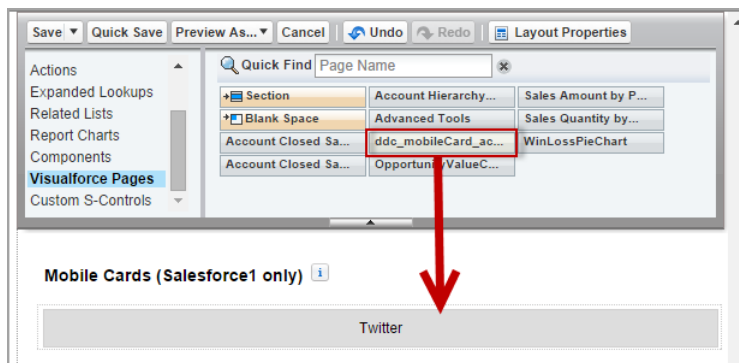 Save Quick Save Preview As... Cancel Undo Redo Layout Properties
Actions
Expanded Lookups
Related Lists
Report Charts
Components
Visualforce Pages
Custom S-Controls
Quick Find Page Name
Section Account Hierarchy... Sales Amount by P...
Blank Space Advanced Tools Sales Quantity by...
Account Closed Sa... ddc_mobileCard_ac... WinLossPieChart
Account Closed Sa... OpportunityValueC...
Mobile Cards (Salesforce1 only) i
Twitter